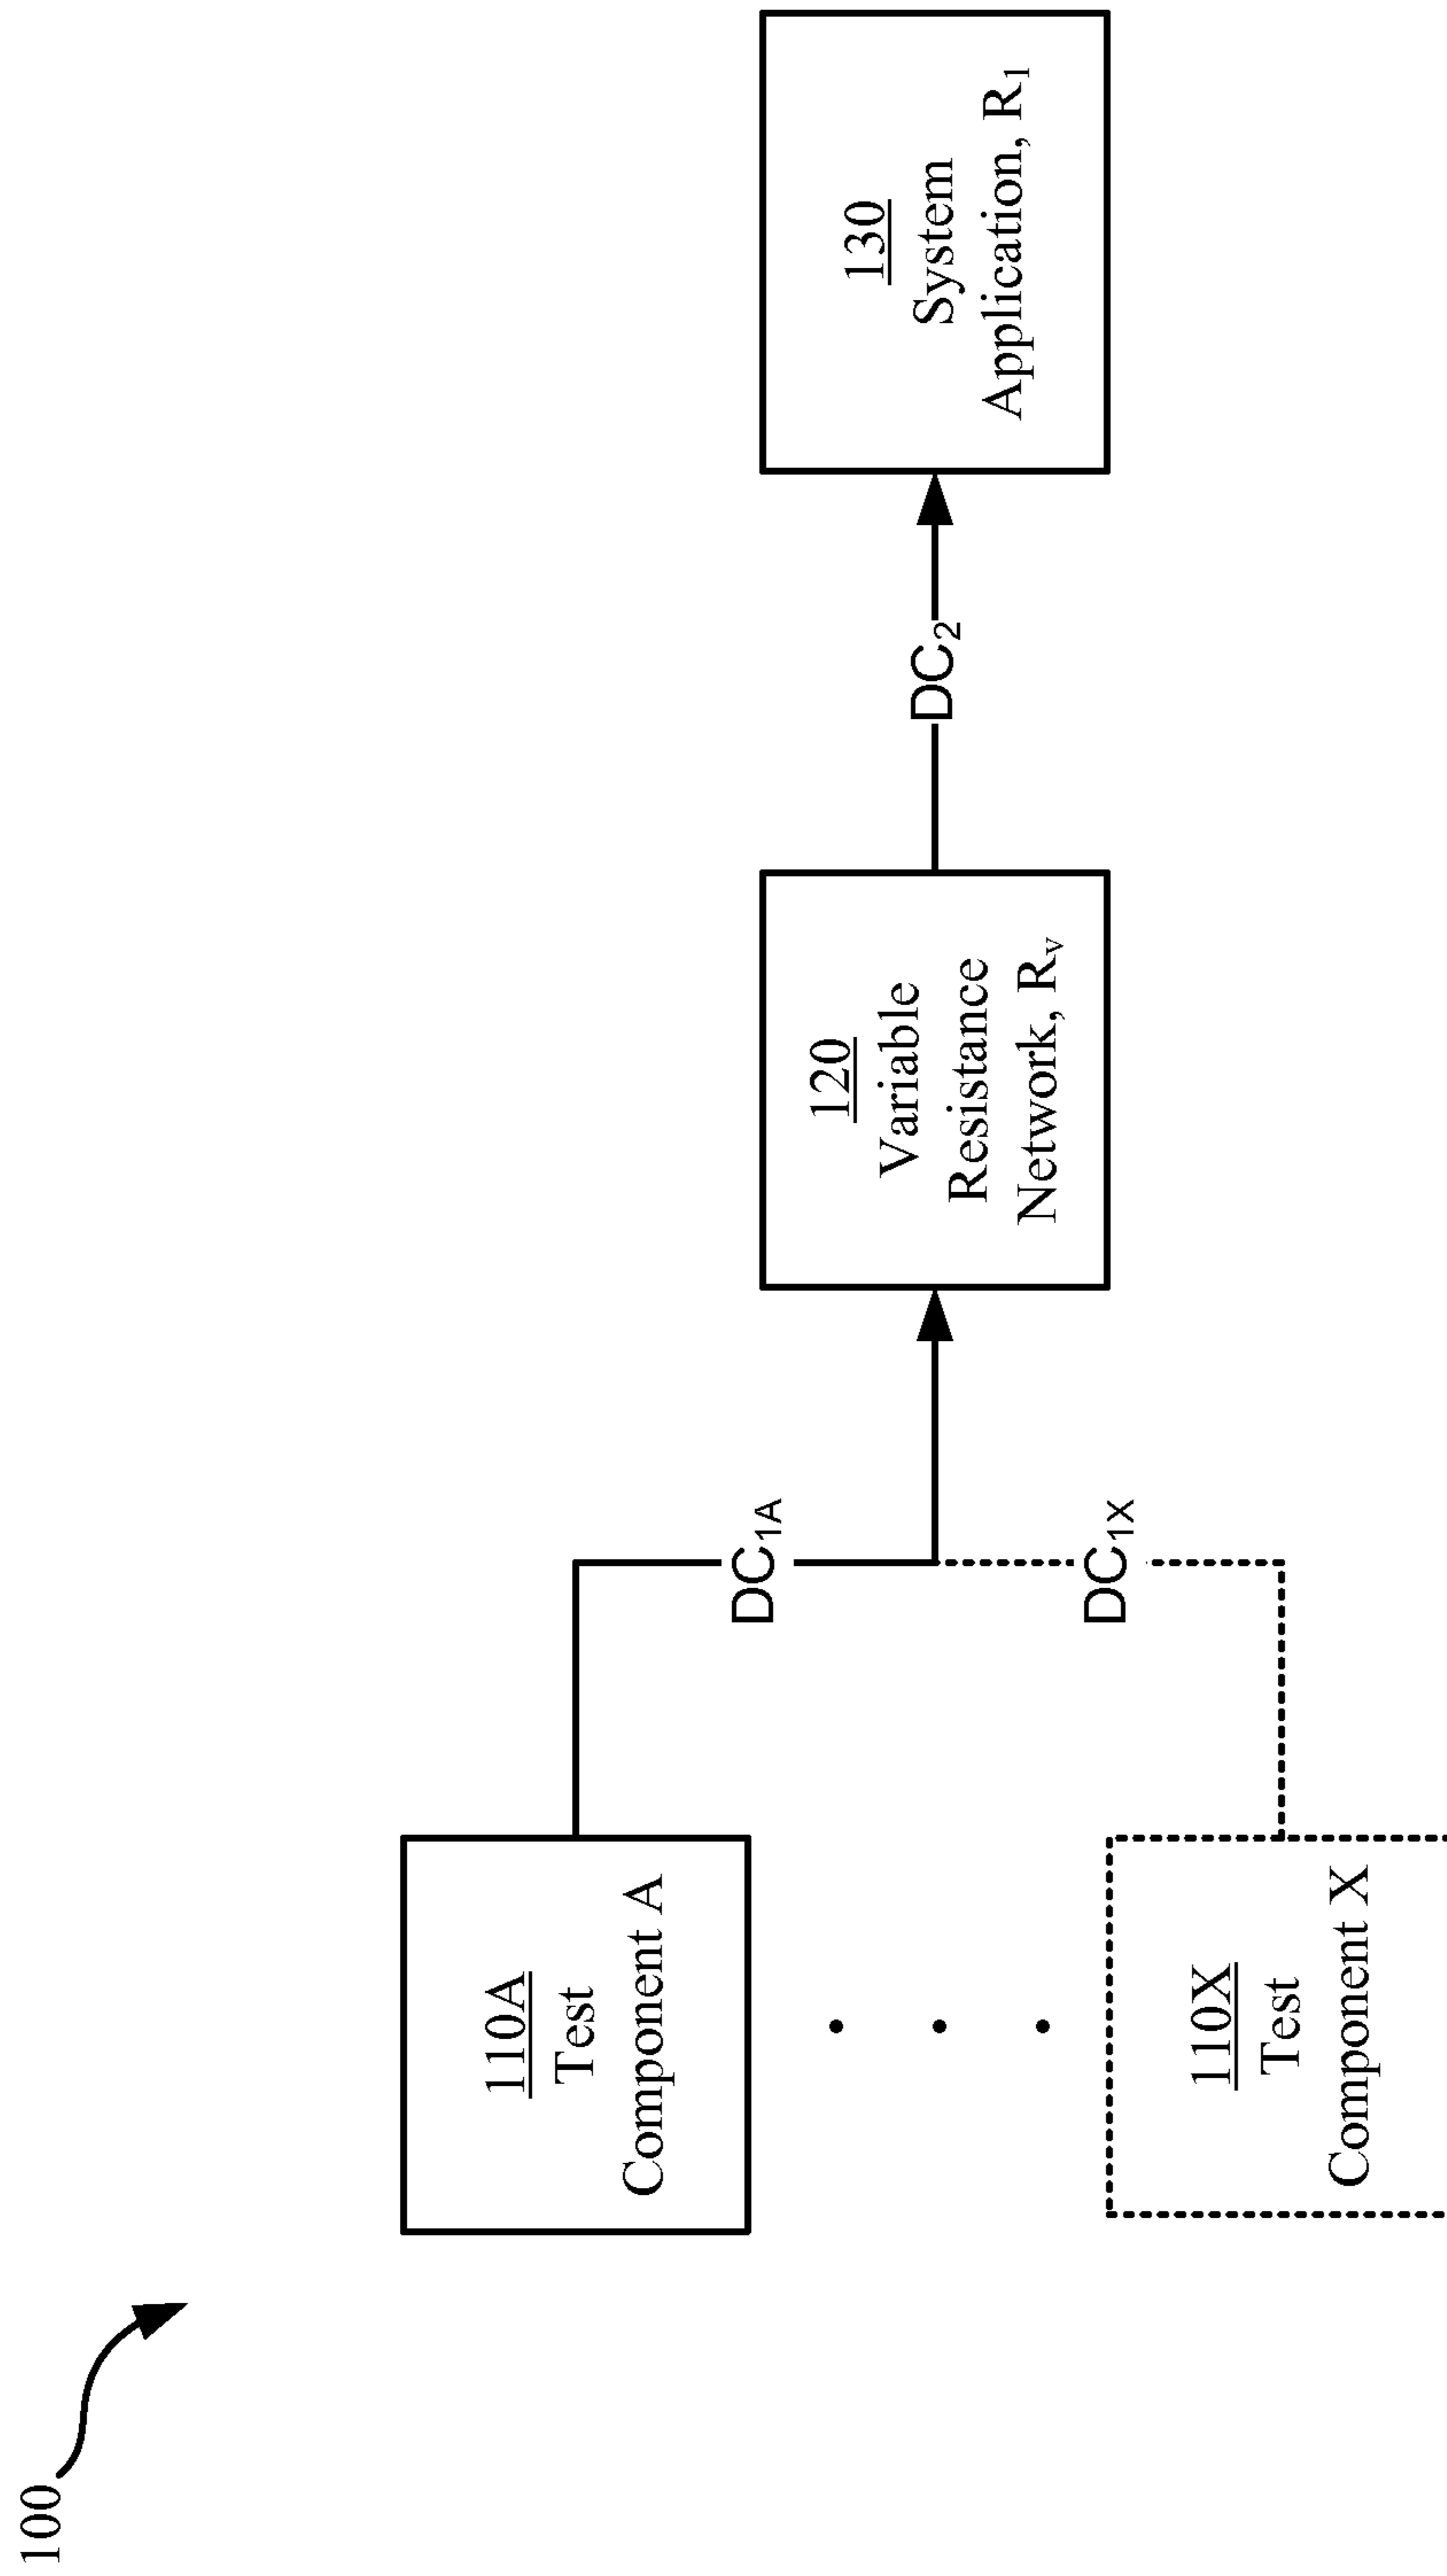 100
110A
Test
Component A
DC1A
110X
Test
Component X
DC1X
120
Variable
Resistance
Network, Rv
DC2
130
System
Application, R1